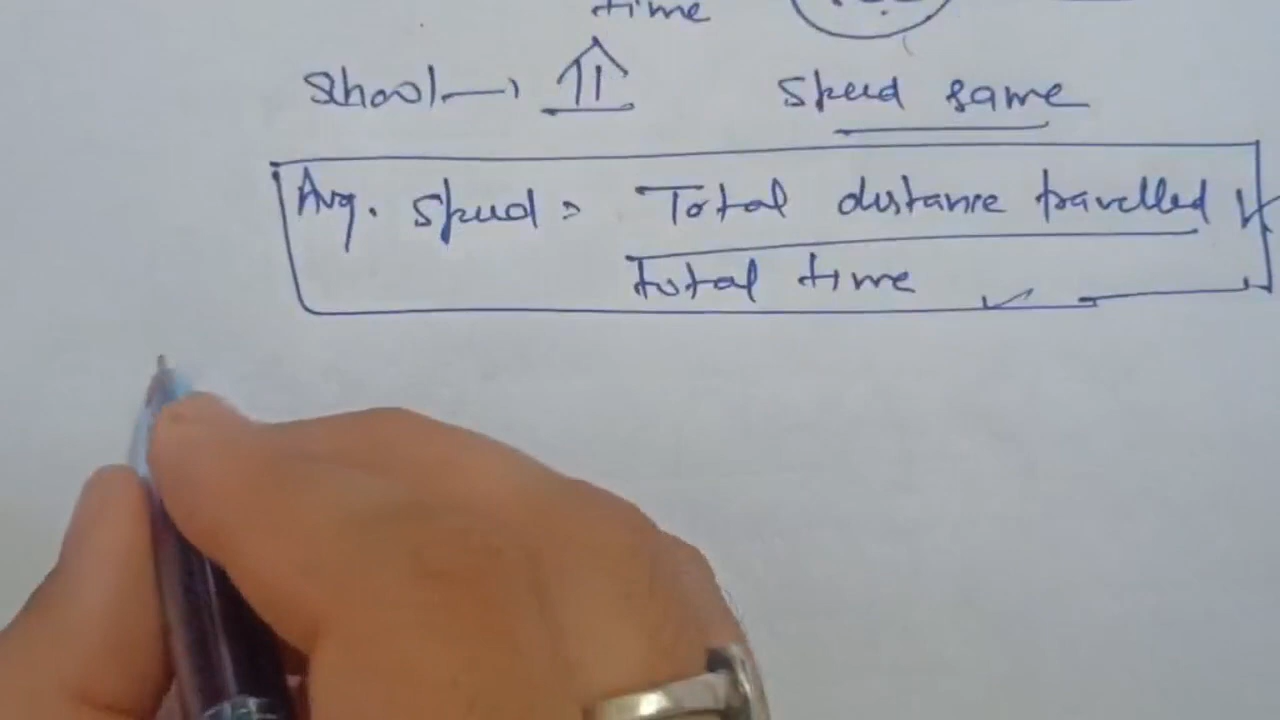 time
School → speed same
Avg. speed = Total distance travelled
total time